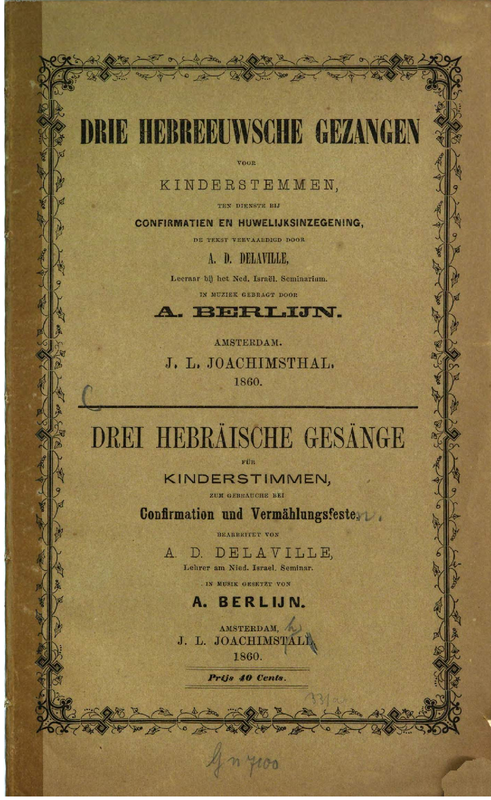 DRIE HEBREEUWSCHE GEZANGEN
VOOR
KINDERSTEMMEN,
TEN DIENSTE BIJ
CONFIRMATIEN EN HUWELIJKSINZEGENING,
DE TEKST VERVAARDIGD DOOR
A. D. DELAVILLE,
Leeraar bij het Ned. Israël. Seminarium.
IN MUZIEK GEBRAGT DOOR
A. BERLIJN.
AMSTERDAM.
J. L. JOACHIMSTHAL.
1860.
DREI HEBRÄISCHE GESÄNGE
FÜR
KINDERSTIMMEN,
ZUM GEBRAUCHE BEI
Confirmation und Vermählungsfeste n.
BEARBEITET VON
A. D. DELAVILLE,
Lehrer am Nied. Israel. Seminar.
IN MUSIK GESETZT VON
A. BERLIJN.
AMSTERDAM,
h
J. L. JOACHIMSTALL
1860.
Prijs 40 Cents.
G n 7100